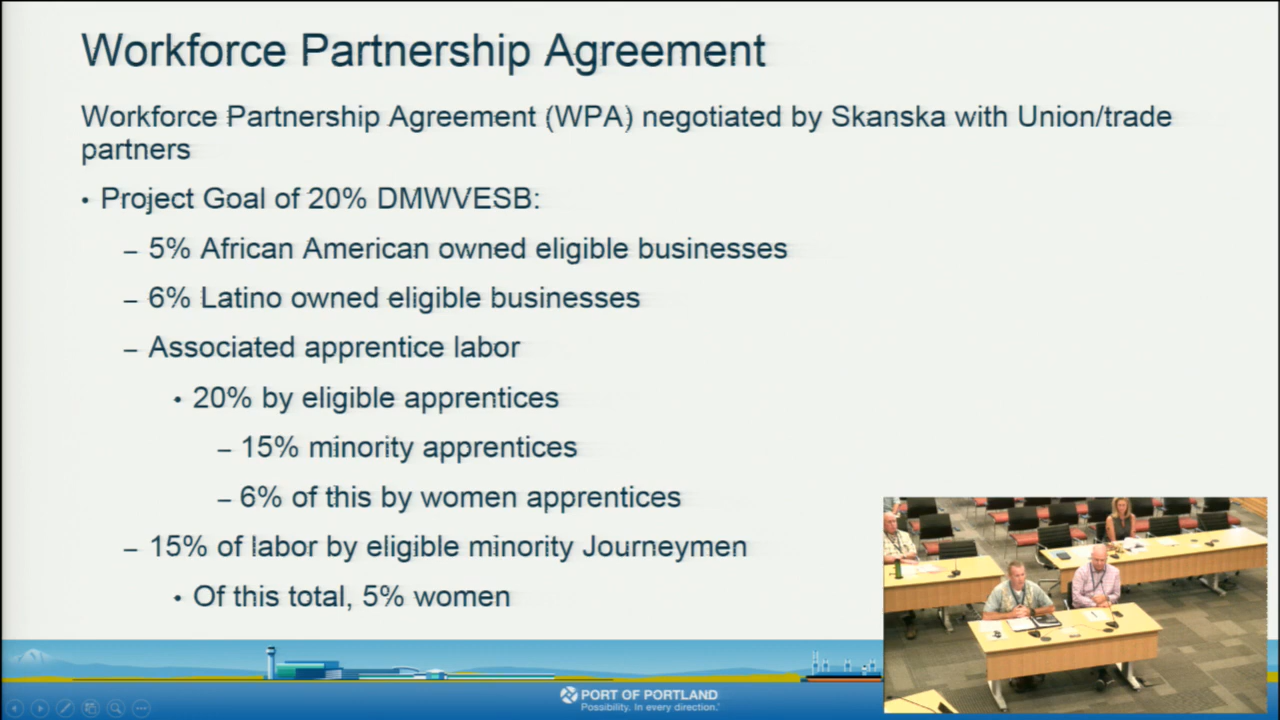 Workforce Partnership Agreement
Workforce Partnership Agreement (WPA) negotiated by Skanska with Union/trade
partners
• Project Goal of 20% DMWVESB:
– 5% African American owned eligible businesses
– 6% Latino owned eligible businesses
– Associated apprentice labor
• 20% by eligible apprentices
– 15% minority apprentices
– 6% of this by women apprentices
– 15% of labor by eligible minority Journeymen
• Of this total, 5% women
PORT OF PORTLAND
Possibility. In every direction.